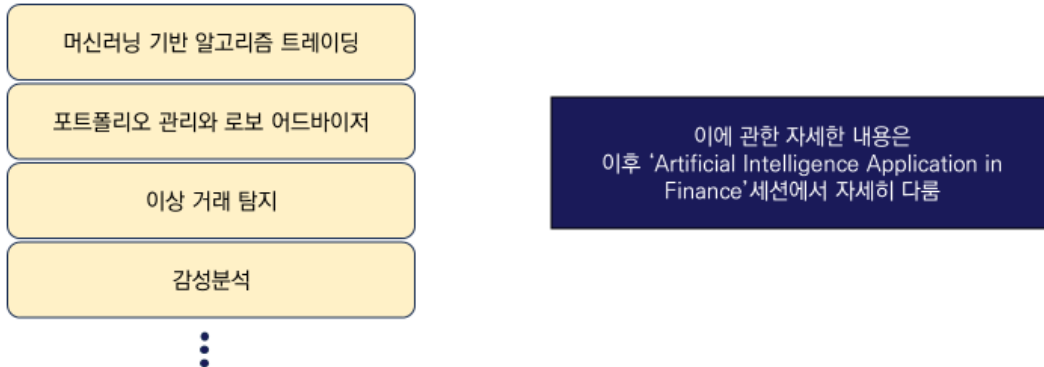 머신러닝 기반 알고리즘 트레이딩
포트폴리오 관리와 로보 어드바이저
이상 거래 탐지
감성분석
이에 관한 자세한 내용은
이후 ‘Artificial Intelligence Application in
Finance’세션에서 자세히 다룸